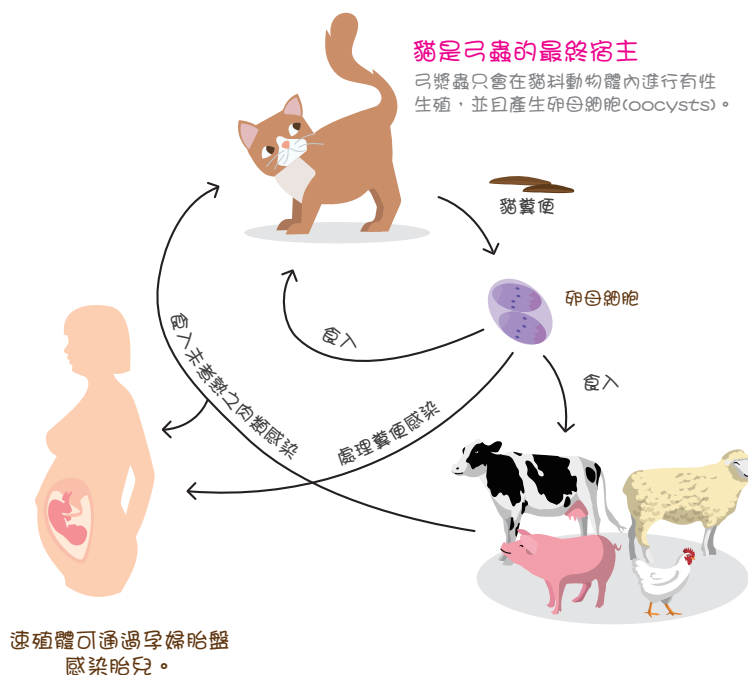 貓是弓蟲的最終宿主
弓漿蟲只會在貓科動物體內進行有性
生殖，並且產生卵母細胞(oocysts)。
貓糞便
卵母細胞
食入
食入
食入未煮熟之肉類感染
處理糞便感染
速殖體可通過孕婦胎盤
感染胎兒。